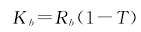 K_b = R_b (1 − T)